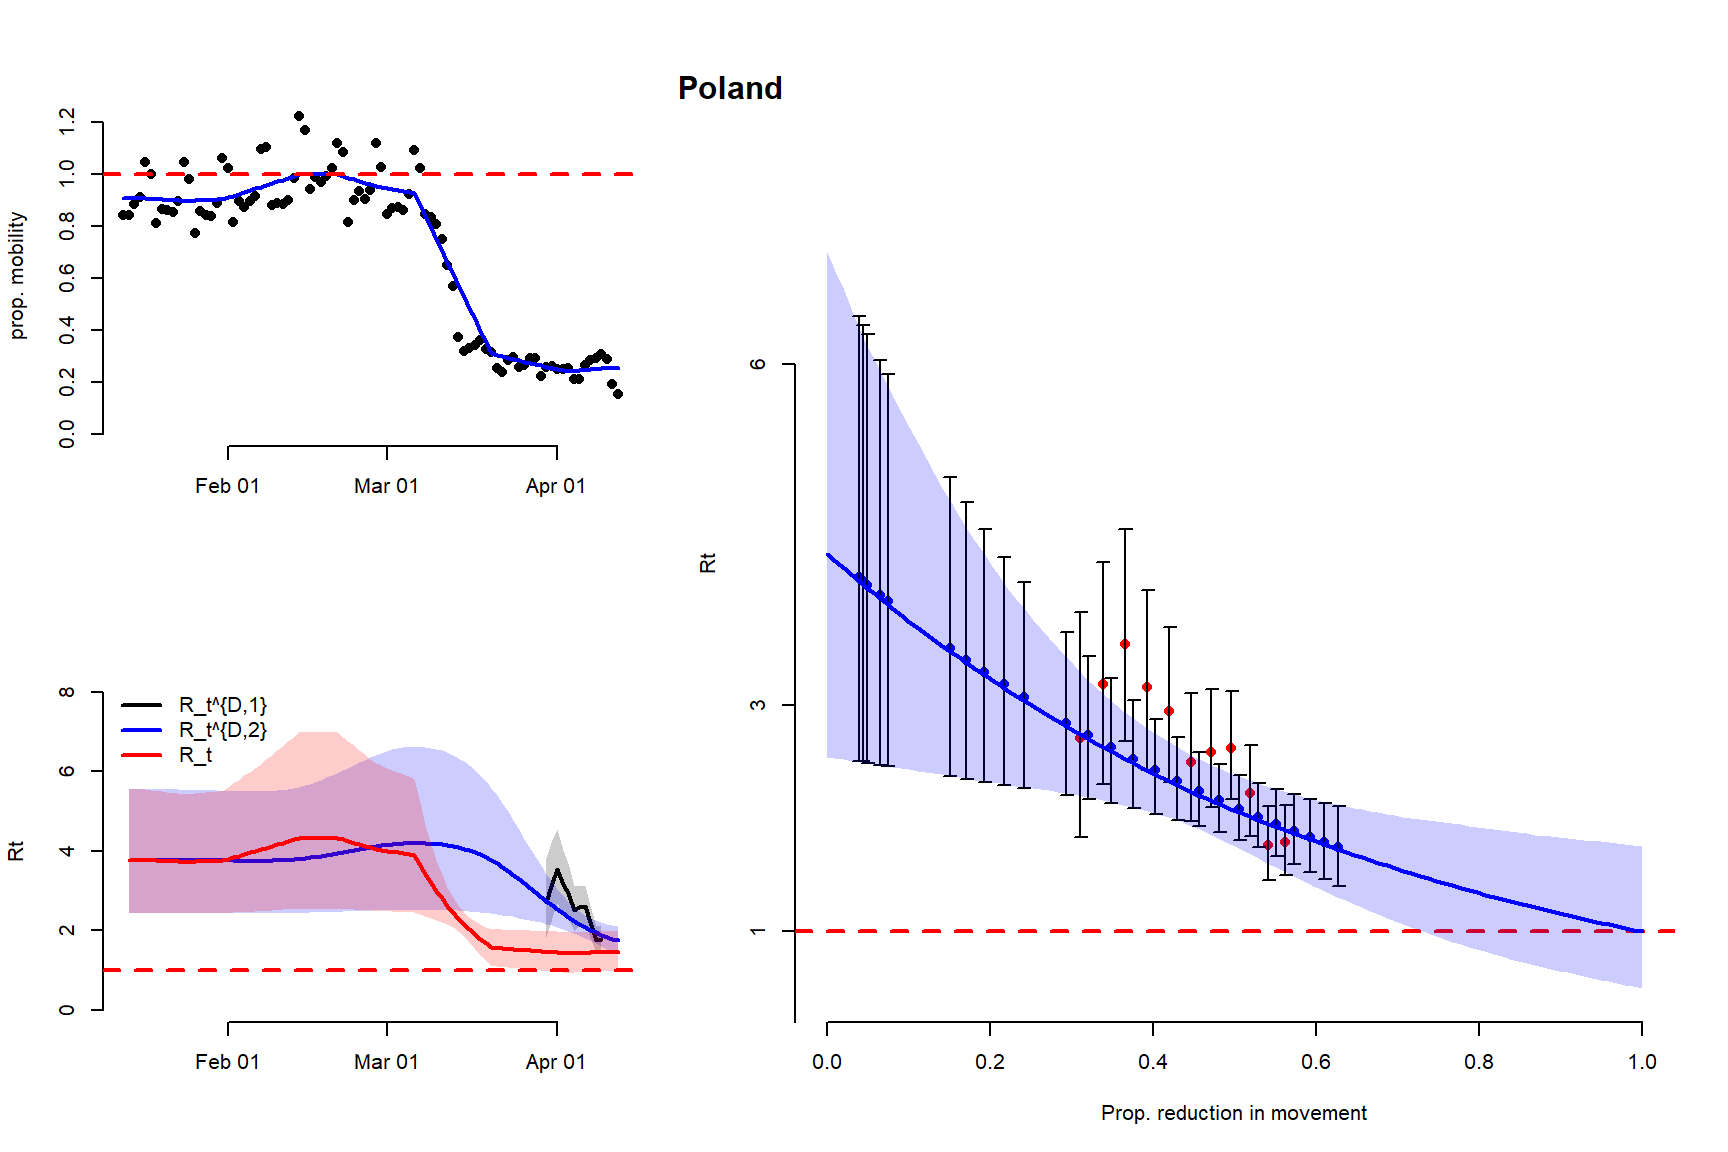 Poland
prop. mobility
1.2
1.0
0.8
0.6
0.4
0.2
0.0
Feb 01 Mar 01 Apr 01
Rt
8
6
4
2
0
R_t^{D,1}
R_t^{D,2}
R_t
Feb 01 Mar 01 Apr 01
Rt
6
3
1
0.0 0.2 0.4 0.6 0.8 1.0
Prop. reduction in movement